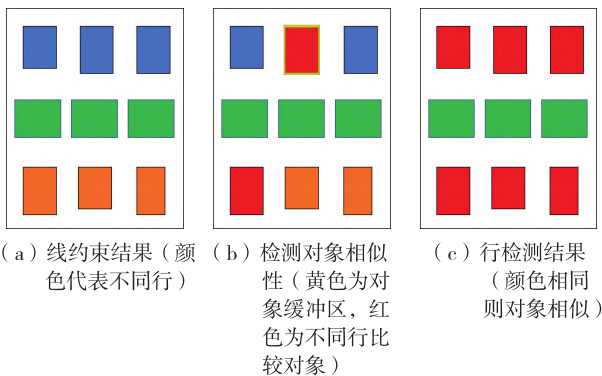 （a）线约束结果（颜
色代表不同行）
（b）检测对象相似
性（黄色为对
象缓冲区，红
色为不同行比
较对象）
（c）行检测结果
（颜色相同
则对象相似）